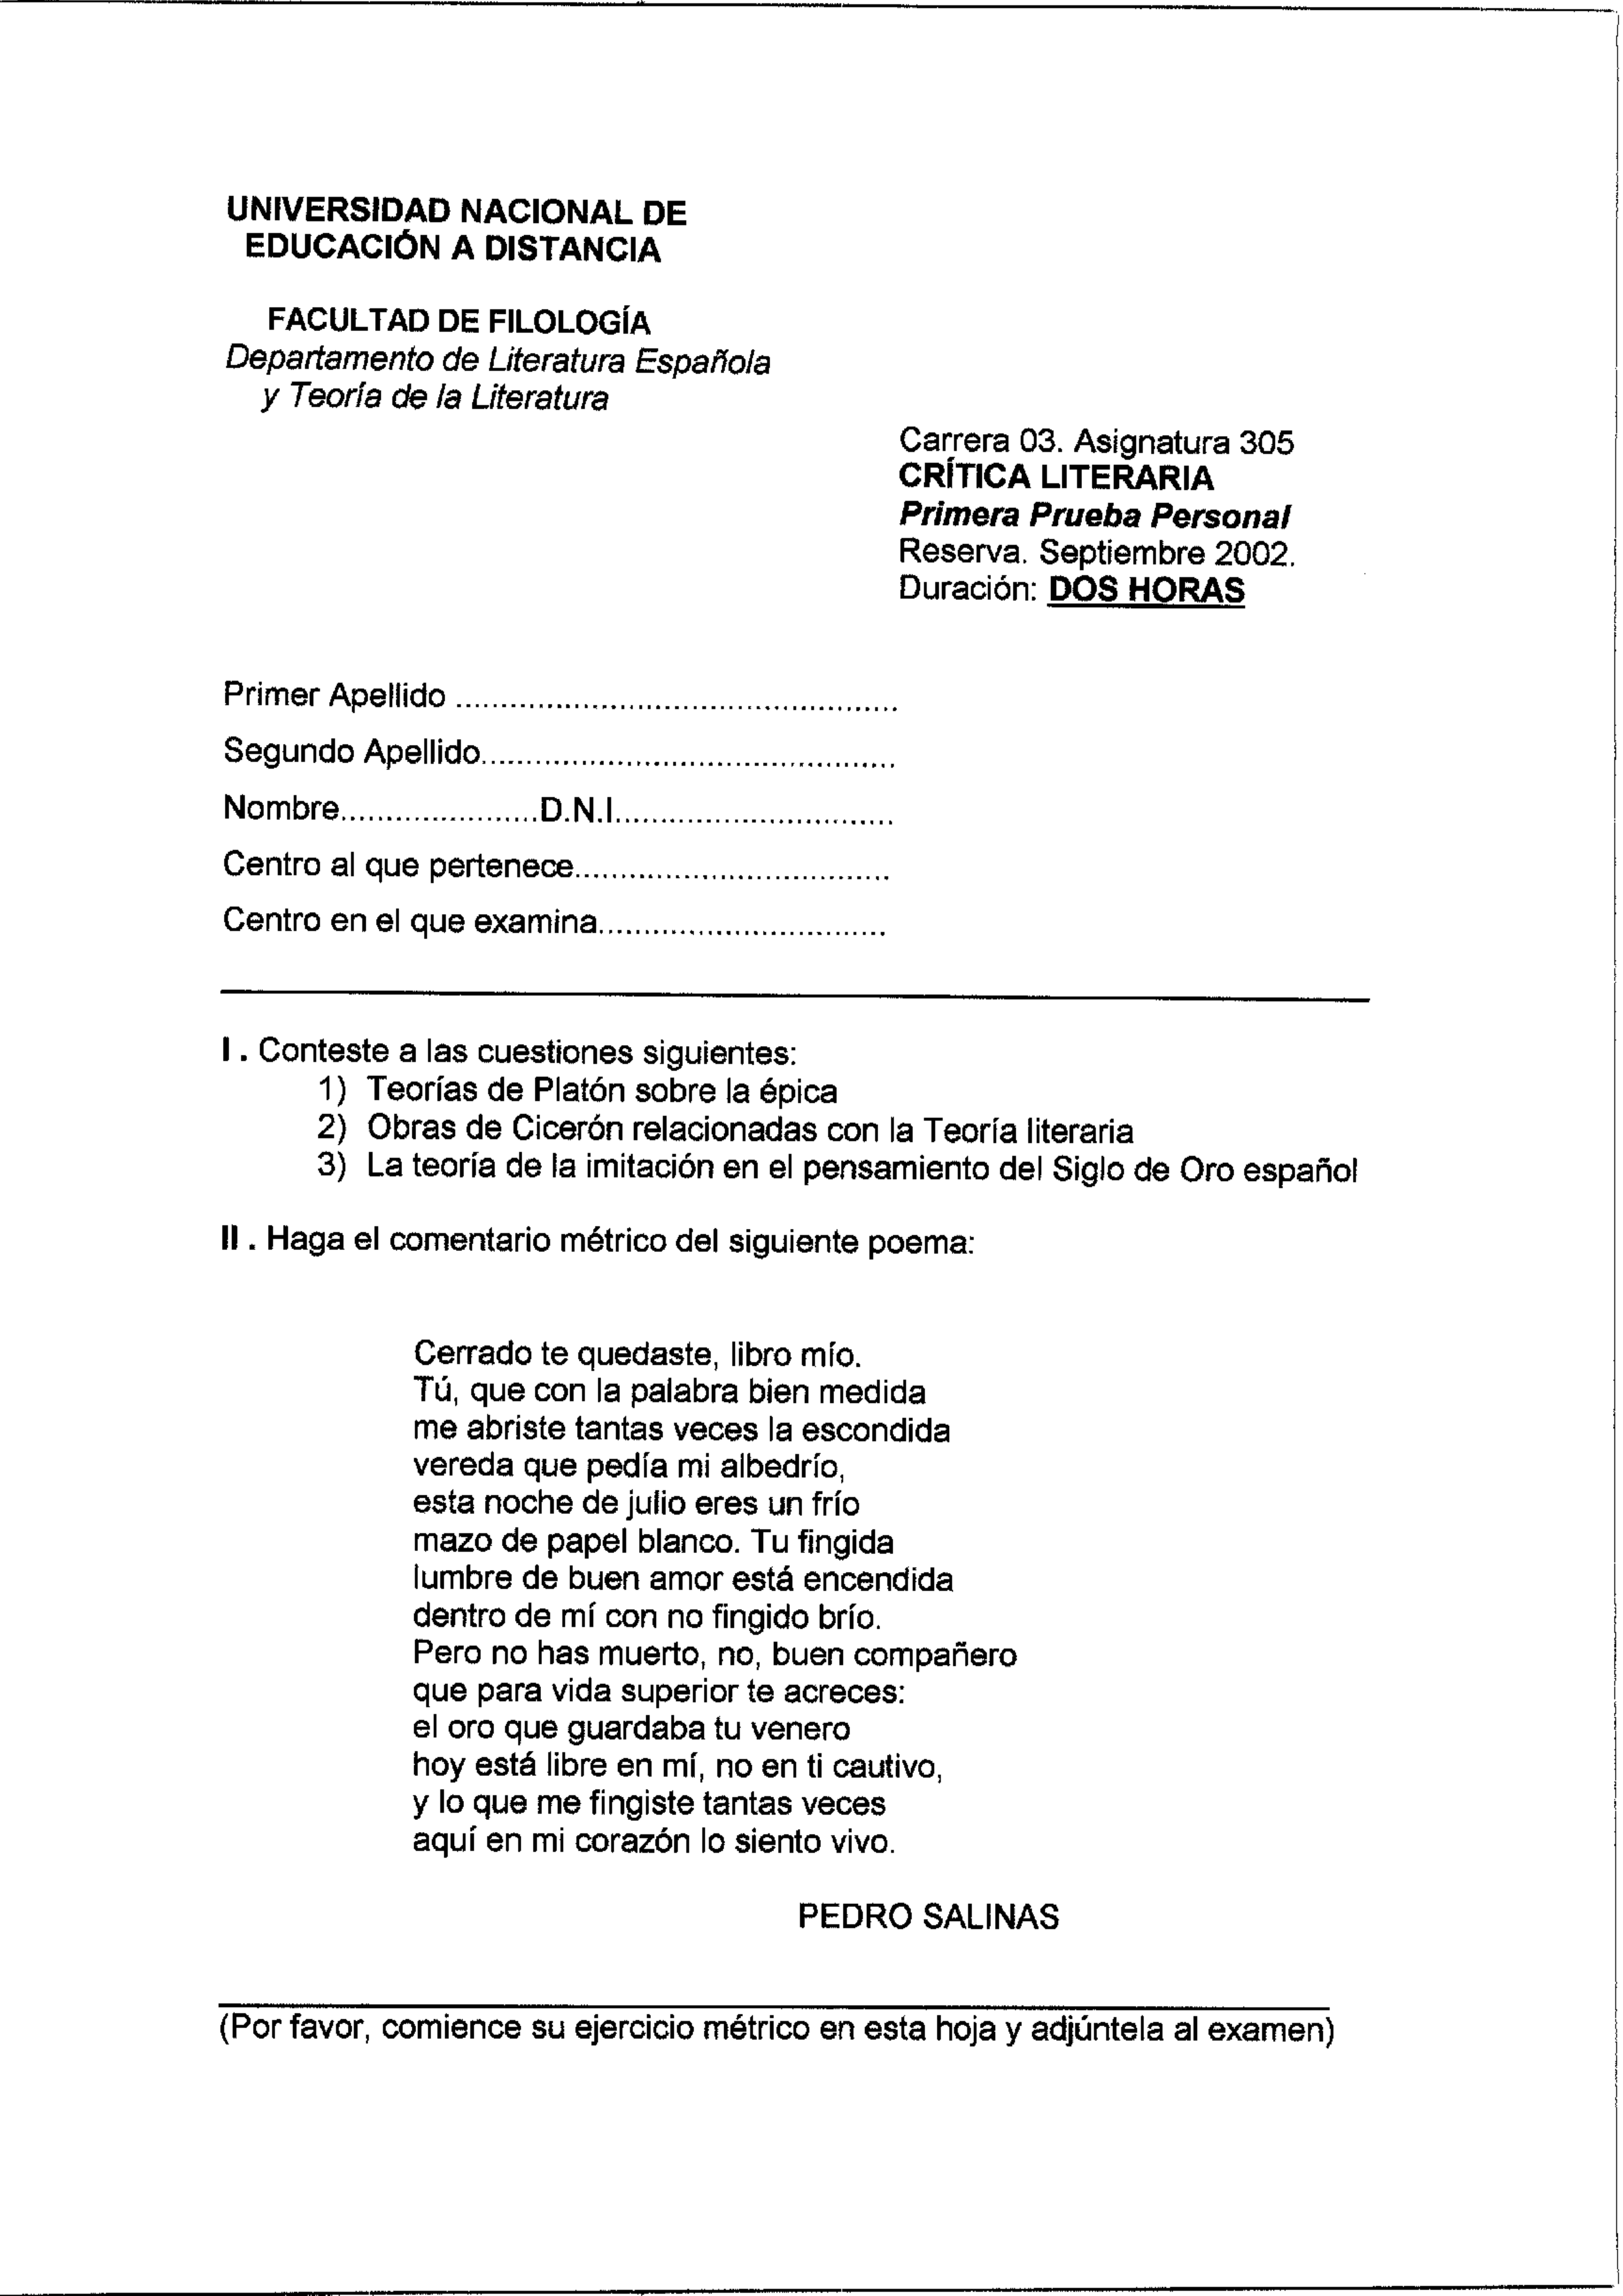 UNIVERSIDAD NACIONAL DE
EDUCACIÓN A DISTANCIA
FACULTAD DE FILOLOGÍA
Departamento de Literatura Española
y Teoría de la Literatura
Carrera 03. Asignatura 305
CRÍTICA LITERARIA
Primera Prueba Personal
Reserva. Septiembre 2002.
Duración: DOS HORAS
Primer Apellido .................................................
Segundo Apellido..............................................
Nombre......................D.N.I...............................
Centro al que pertenece...................................
Centro en el que examina................................
I . Conteste a las cuestiones siguientes:
1) Teorías de Platón sobre la épica
2) Obras de Cicerón relacionadas con la Teoría literaria
3) La teoría de la imitación en el pensamiento del Siglo de Oro español
II . Haga el comentario métrico del siguiente poema:
Cerrado te quedaste, libro mío.
Tú, que con la palabra bien medida
me abriste tantas veces la escondida
vereda que pedía mi albedrío,
esta noche de julio eres un frío
mazo de papel blanco. Tu fingida
lumbre de buen amor está encendida
dentro de mí con no fingido brío.
Pero no has muerto, no, buen compañero
que para vida superior te acreces:
el oro que guardaba tu venero
hoy está libre en mí, no en ti cautivo,
y lo que me fingiste tantas veces
aquí en mi corazón lo siento vivo.
PEDRO SALINAS
(Por favor, comience su ejercicio métrico en esta hoja y adjúntela al examen)